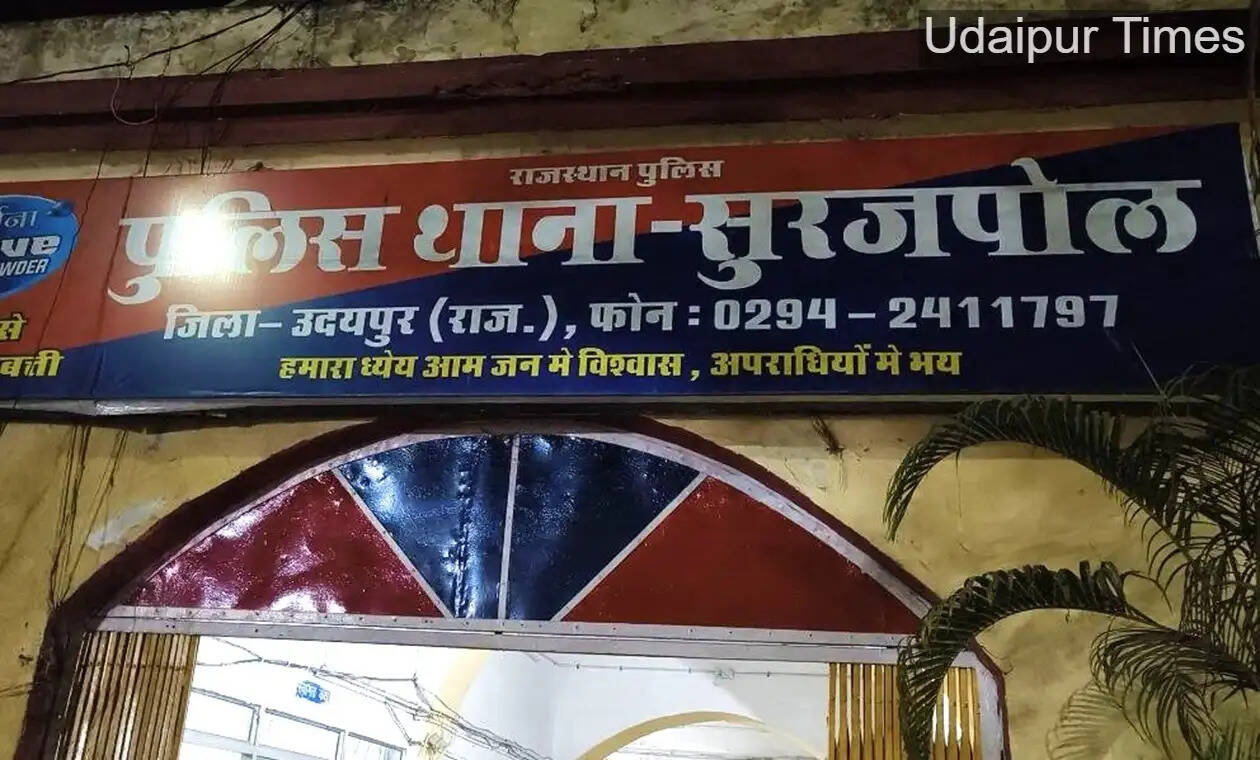 Udaipur Times
राजस्थान पुलिस
पुलिस थाना-सुरजपोल
जिला- उदयपुर (राज.), फोन : 0294 - 2411797
हमारा ध्येय आम जन मे विश्वास, अपराधियों मे भय
से